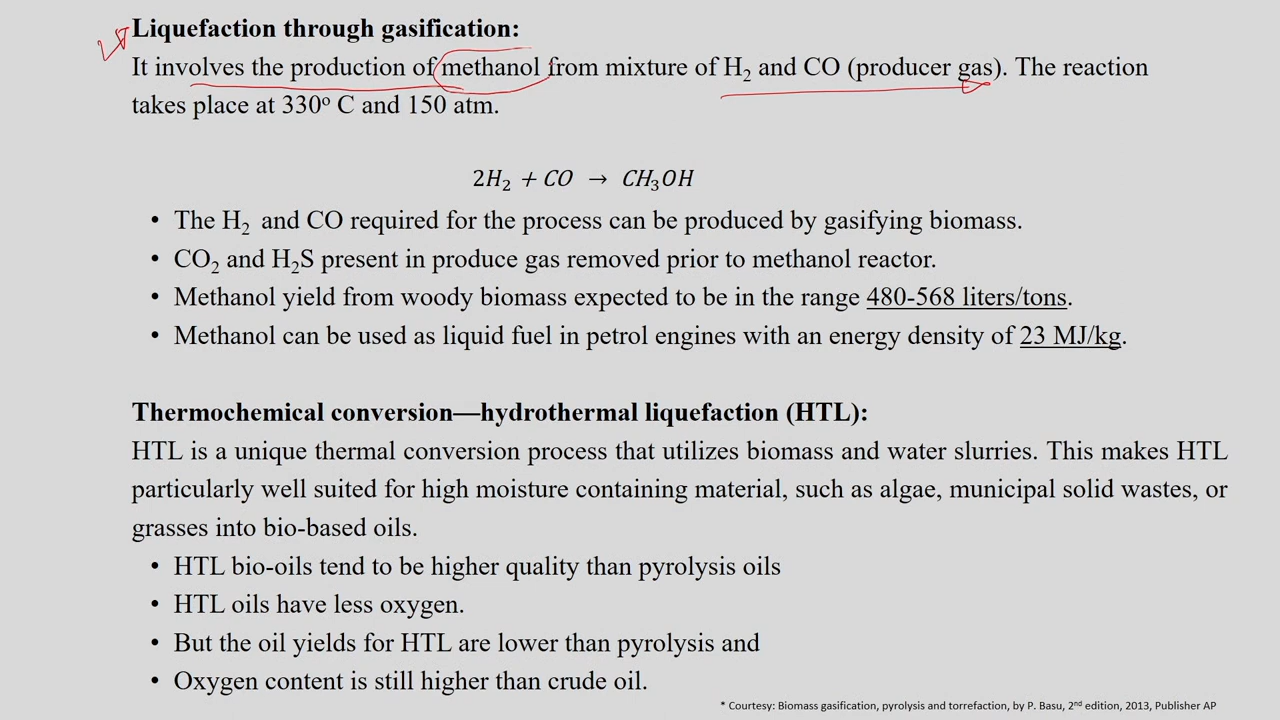 Liquefaction through gasification:
It involves the production of methanol from mixture of H₂ and CO (producer gas). The reaction
takes place at 330º C and 150 atm.
2H₂ + CO → CH₃OH
• The H₂ and CO required for the process can be produced by gasifying biomass.
• CO₂ and H₂S present in produce gas removed prior to methanol reactor.
• Methanol yield from woody biomass expected to be in the range 480-568 liters/tons.
• Methanol can be used as liquid fuel in petrol engines with an energy density of 23 MJ/kg.
Thermochemical conversion—hydrothermal liquefaction (HTL):
HTL is a unique thermal conversion process that utilizes biomass and water slurries. This makes HTL
particularly well suited for high moisture containing material, such as algae, municipal solid wastes, or
grasses into bio-based oils.
• HTL bio-oils tend to be higher quality than pyrolysis oils
• HTL oils have less oxygen.
• But the oil yields for HTL are lower than pyrolysis and
• Oxygen content is still higher than crude oil.
* Courtesy: Biomass gasification, pyrolysis and torrefaction, by P. Basu, 2nd edition, 2013, Publisher AP